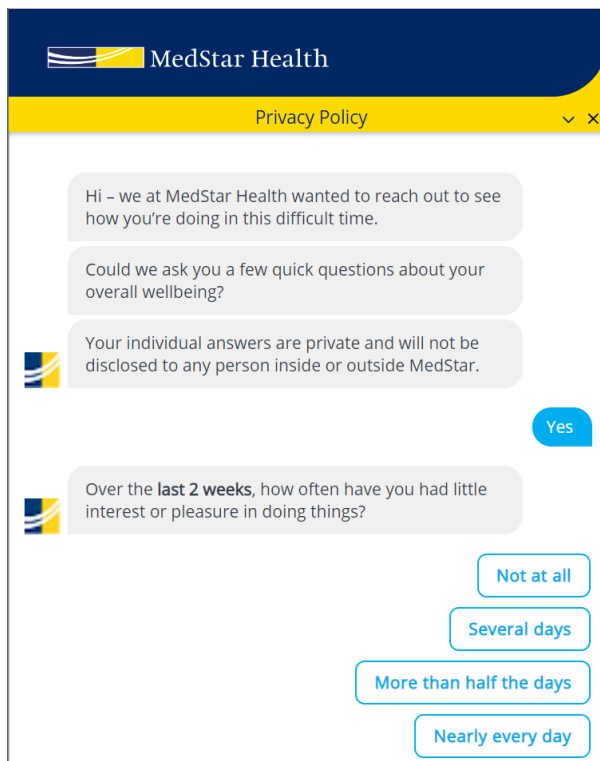 MedStar Health
Privacy Policy
Hi – we at MedStar Health wanted to reach out to see
how you’re doing in this difficult time.
Could we ask you a few quick questions about your
overall wellbeing?
Your individual answers are private and will not be
disclosed to any person inside or outside MedStar.
Yes
Over the last 2 weeks, how often have you had little
interest or pleasure in doing things?
Not at all
Several days
More than half the days
Nearly every day